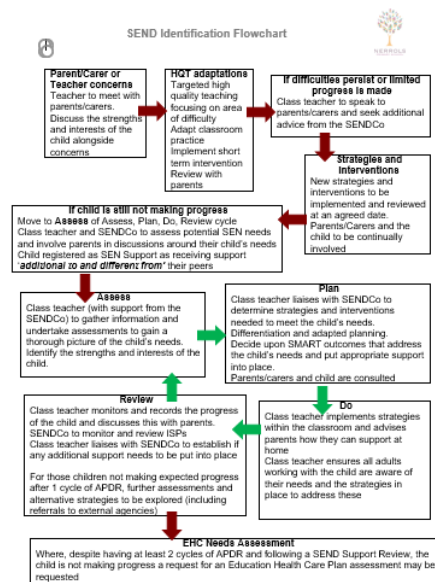 SEND Identification Flowchart
NERROLS
Parent/Carer or
Teacher concerns
Teacher to meet with
parents/carers.
Discuss the strengths
and interests of the
child alongside
concerns
HQT adaptations
Targeted high
quality teaching
focusing on area
of difficulty
Adapt classroom
practice
Implement short
term intervention
Review with
parents
If difficulties persist or limited
progress is made
Class teacher to speak to
parents/carers and seek additional
advice from the SENDCo
Strategies and
Interventions
New strategies and
interventions to be
implemented and reviewed
at an agreed date.
Parents/Carers and the
child to be continually
involved
If child is still not making progress
Move to Assess of Assess, Plan, Do, Review cycle
Class teacher and SENDCo to assess potential SEN needs
and involve parents in discussions around their child's needs
Child registered as SEN Support as receiving support
'additional to and different from' their peers
Assess
Class teacher (with support from the
SENDCo) to gather information and
undertake assessments to gain a
thorough picture of the child's needs.
Identify the strengths and interests of the
child.
Plan
Class teacher liaises with SENDCo to
determine strategies and interventions
needed to meet the child's needs.
Differentiation and adapted planning.
Decide upon SMART outcomes that address
the child's needs and put appropriate support
into place.
Parents/carers and child are consulted
Do
Class teacher implements strategies
within the classroom and advises
parents how they can support at
home
Class teacher ensures all adults
working with the child are aware of
their needs and the strategies in
place to address these
Review
Class teacher monitors and records the progress
of the child and discusses this with parents.
SENDCo to monitor and review ISPs
Class teacher liaises with SENDCo to establish if
any additional support needs to be put into place
For those children not making expected progress
after 1 cycle of APDR, further assessments and
alternative strategies to be explored (including
referrals to external agencies)
EHC Needs Assessment
Where, despite having at least 2 cycles of APDR and following a SEND Support Review, the
child is not making progress a request for an Education Health Care Plan assessment may be
requested